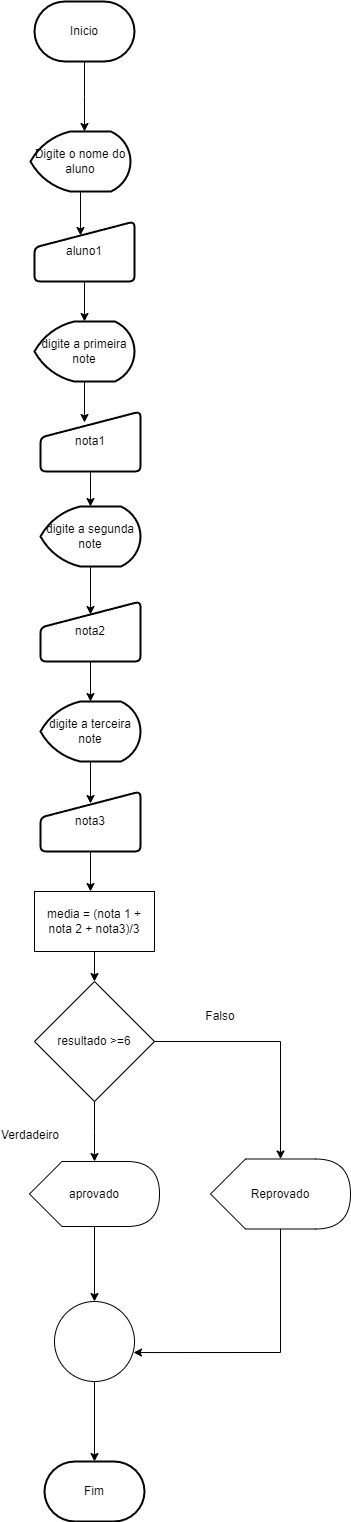 Inicio
Digite o nome do
aluno
aluno1
digite a primeira
note
nota1
digite a segunda
note
nota2
digite a terceira
note
nota3
media = (nota 1 +
nota 2 + nota3)/3
resultado >=6
Falso
Verdadeiro
aprovado
Reprovado
Fim